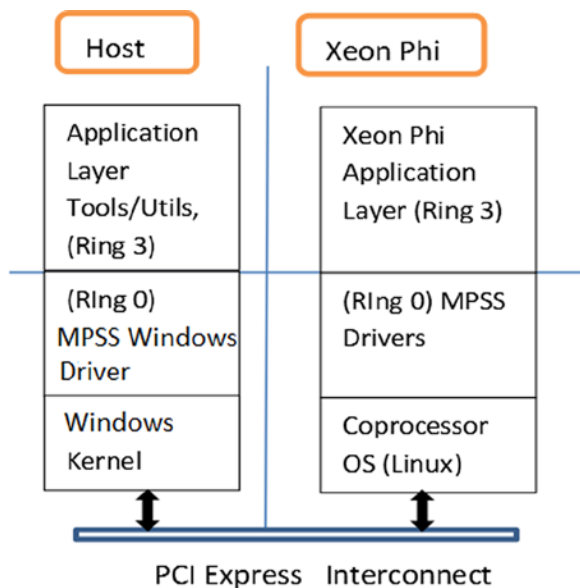 Host
Xeon Phi
Application
Layer
Tools/Utils,
(Ring 3)
Xeon Phi
Application
Layer (Ring 3)
(RIng 0)
MPSS Windows
Driver
(RIng 0) MPSS
Drivers
Windows
Kernel
Coprocessor
OS (Linux)
PCI Express Interconnect